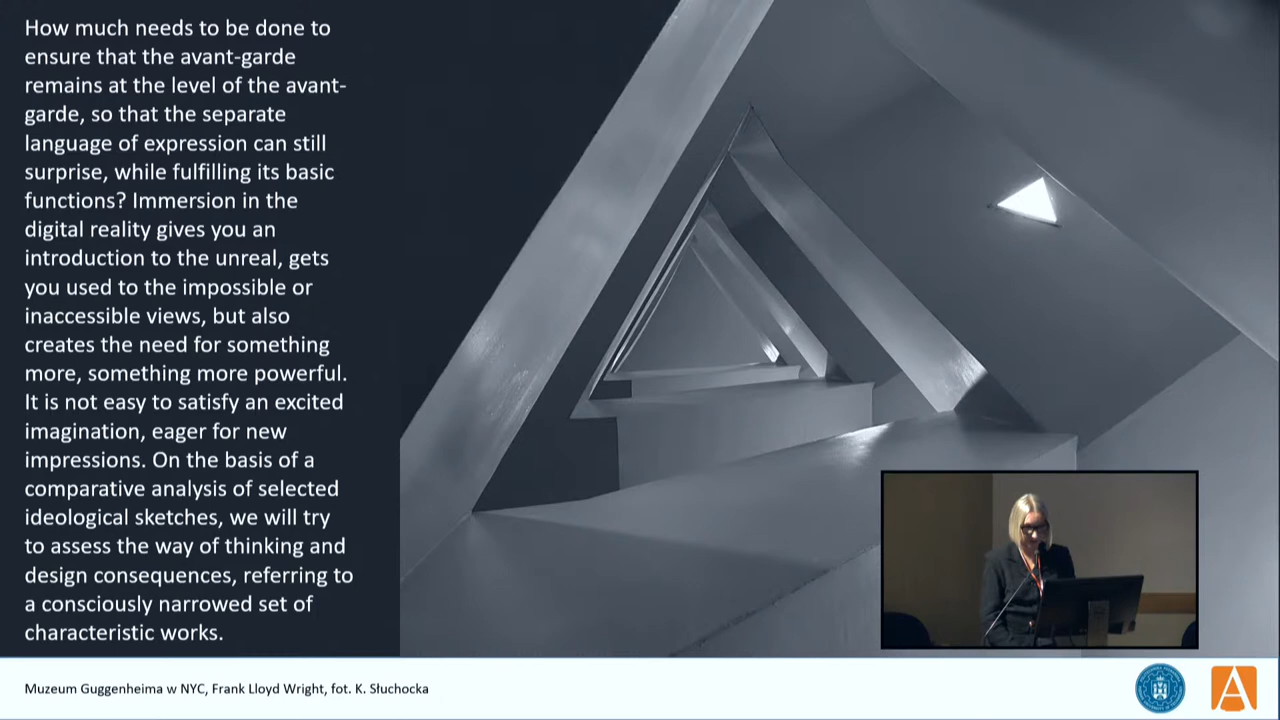 How much needs to be done to
ensure that the avant-garde
remains at the level of the avant-
garde, so that the separate
language of expression can still
surprise, while fulfilling its basic
functions? Immersion in the
digital reality gives you an
introduction to the unreal, gets
you used to the impossible or
inaccessible views, but also
creates the need for something
more, something more powerful.
It is not easy to satisfy an excited
imagination, eager for new
impressions. On the basis of a
comparative analysis of selected
ideological sketches, we will try
to assess the way of thinking and
design consequences, referring to
a consciously narrowed set of
characteristic works.
Muzeum Guggenheima w NYC, Frank Lloyd Wright, fot. K. Słuchocka